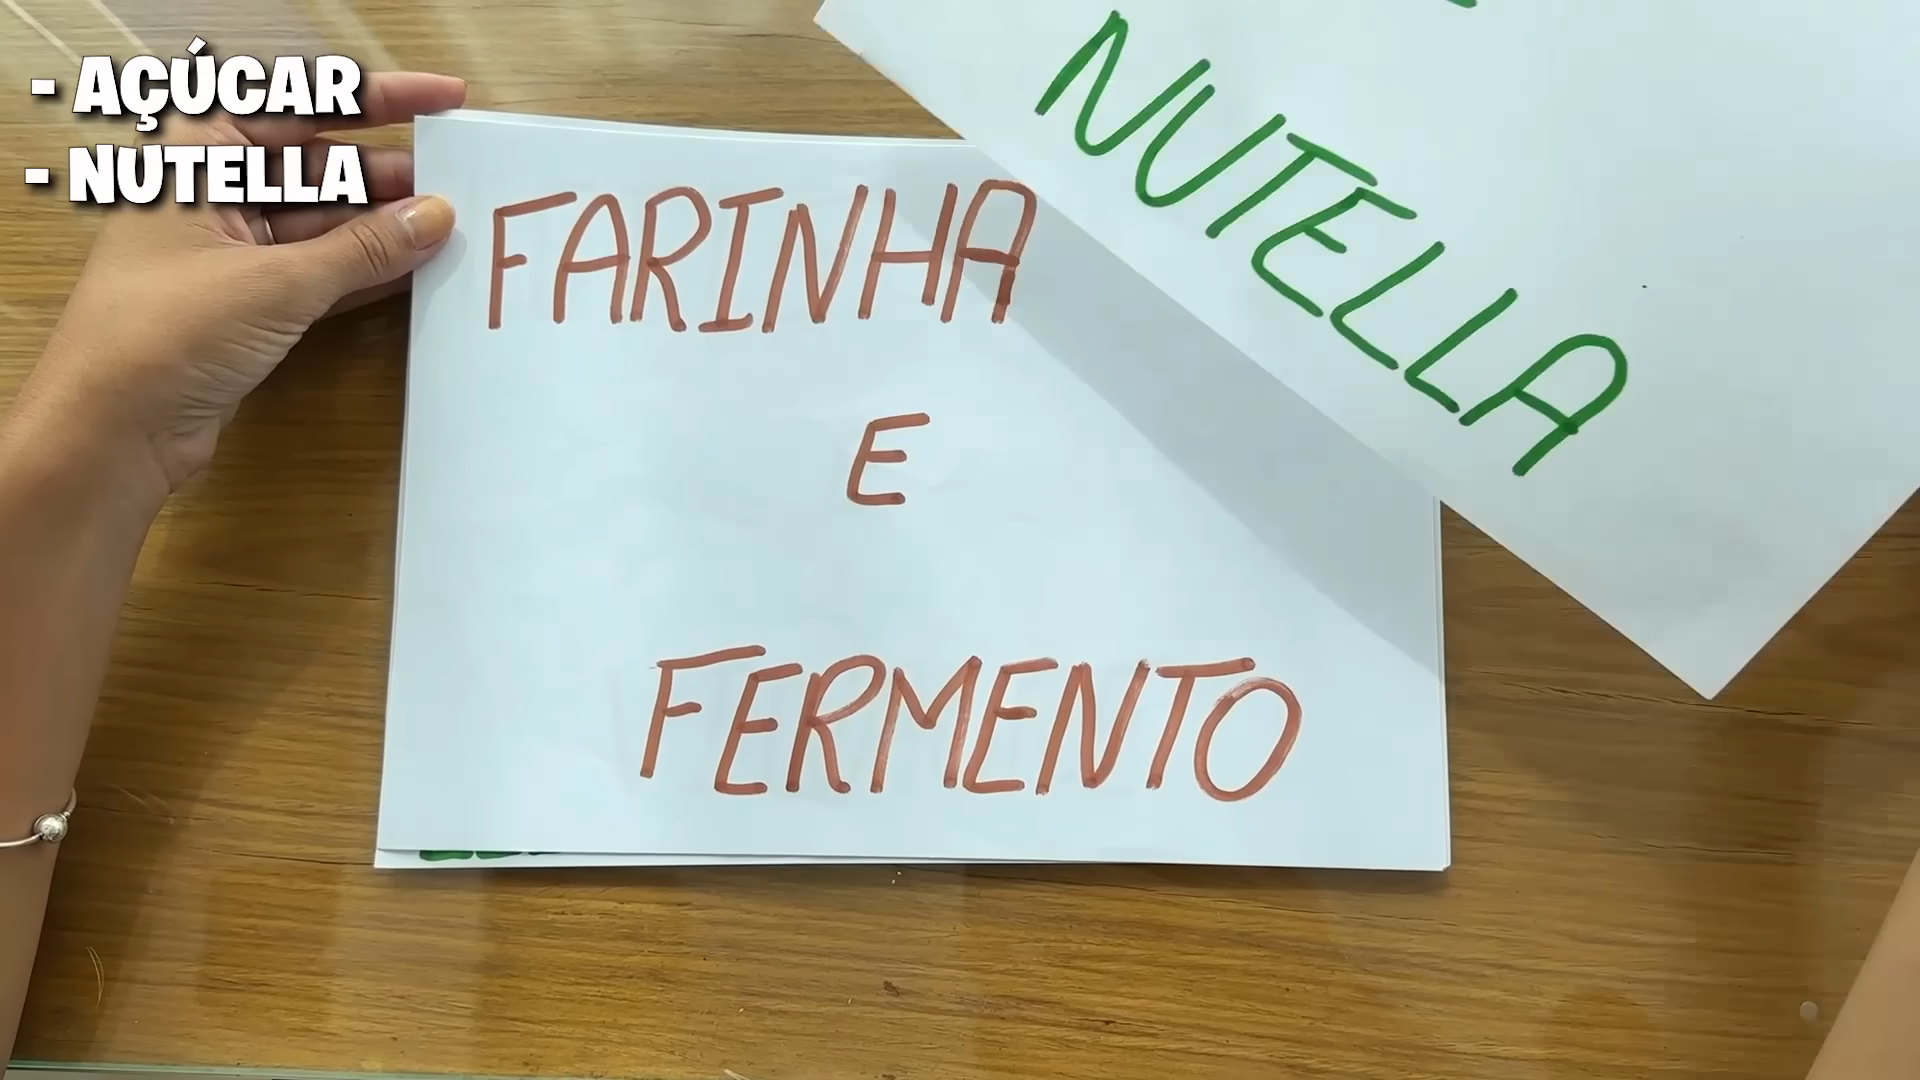 - AÇÚCAR
- NUTELLA
NUTELLA
FARINHA
E
FERMENTO